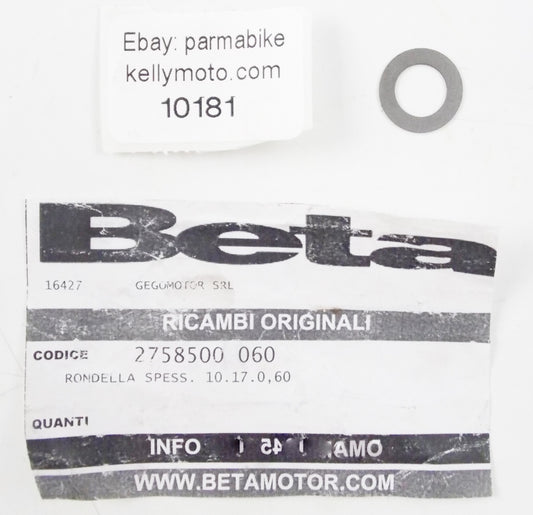 Ebay: parmabike
kellymoto.com
10181
Beta
16427 GEGOMOTOR SRL
RICAMBI ORIGINALI
CODICE 2758500 060
RONDELLA SPESS. 10.17.0,60
QUANTI
INFO
WWW.BETAMOTOR.COM